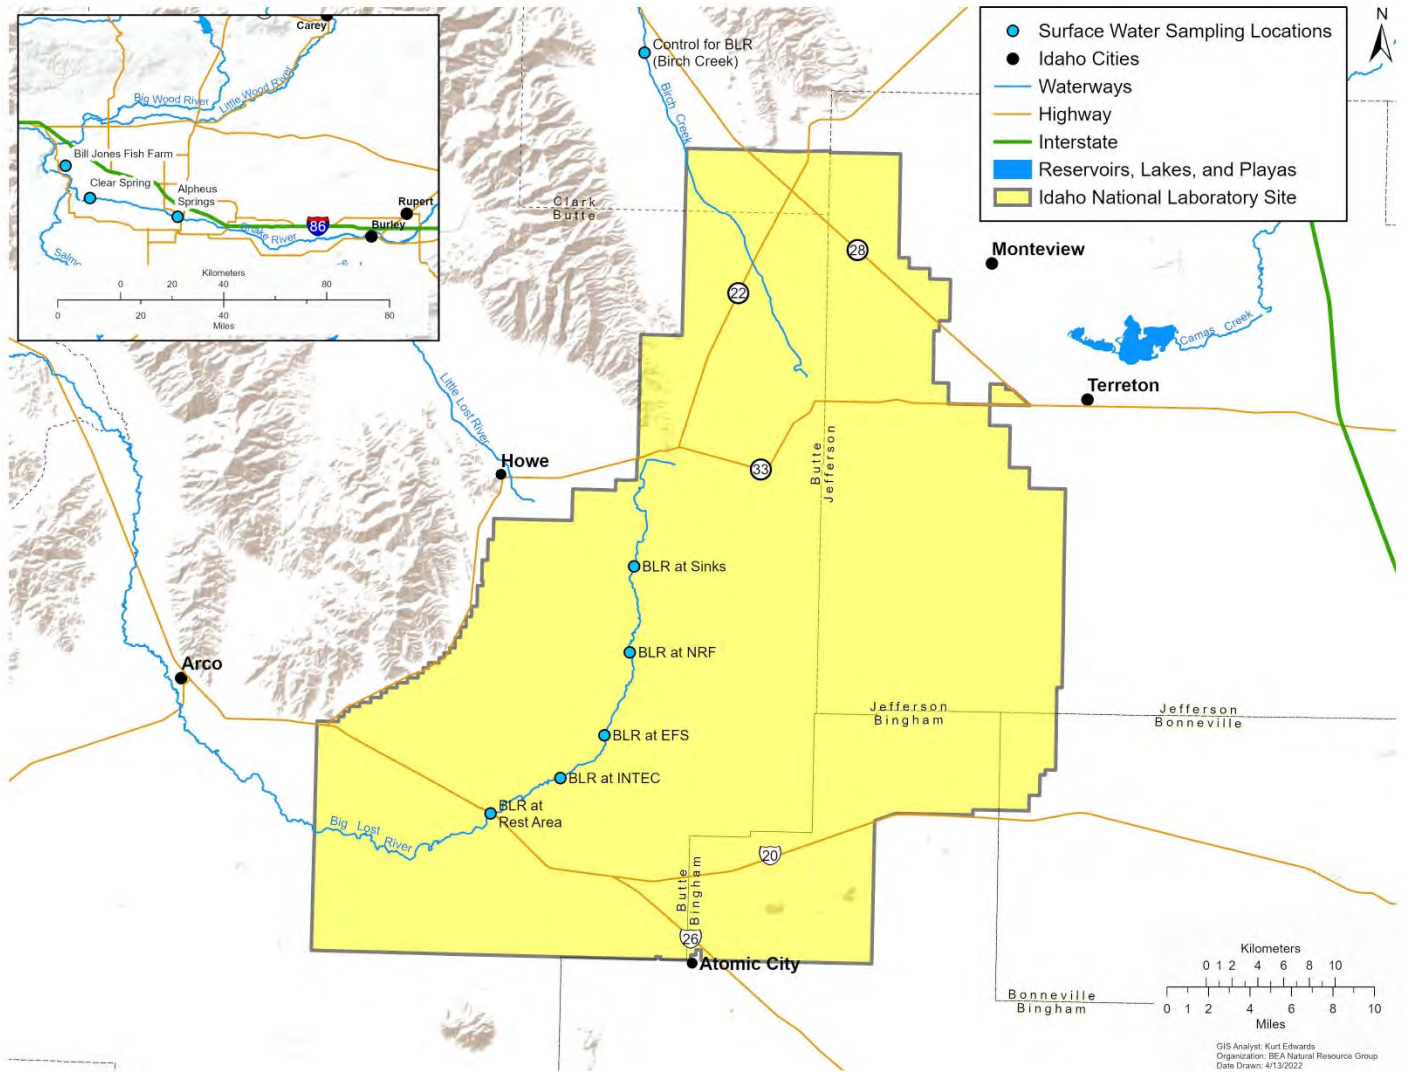 Carey
Big Wood River
Little Wood River
Bill Jones Fish Farm
Clear Spring
Alpheus
Springs
Rupert
Burley
86
Snake River
Kilometers
0 20 40 80
0 20 40 80
Miles
Control for BLR
(Birch Creek)
Birch Creek
N
Surface Water Sampling Locations
Idaho Cities
Waterways
Highway
Interstate
Reservoirs, Lakes, and Playas
Idaho National Laboratory Site
Clark
Butte
28
22
Monteview
Camas Creek
Terreton
Little Lost River
Howe
33
Butte
Jefferson
BLR at Sinks
BLR at NRF
Arco
Jefferson
Bingham
Jefferson
Bonneville
BLR at EFS
BLR at INTEC
BLR at
Rest Area
Big Lost
River
20
Butte
Bingham
26
Atomic City
Bonneville
Bingham
Kilometers
0 1 2 4 6 8 10
0 1 2 4 6 8 10
Miles
GIS Analyst: Kurt Edwards
Organization: BEA Natural Resource Group
Date Drawn: 4/13/2022